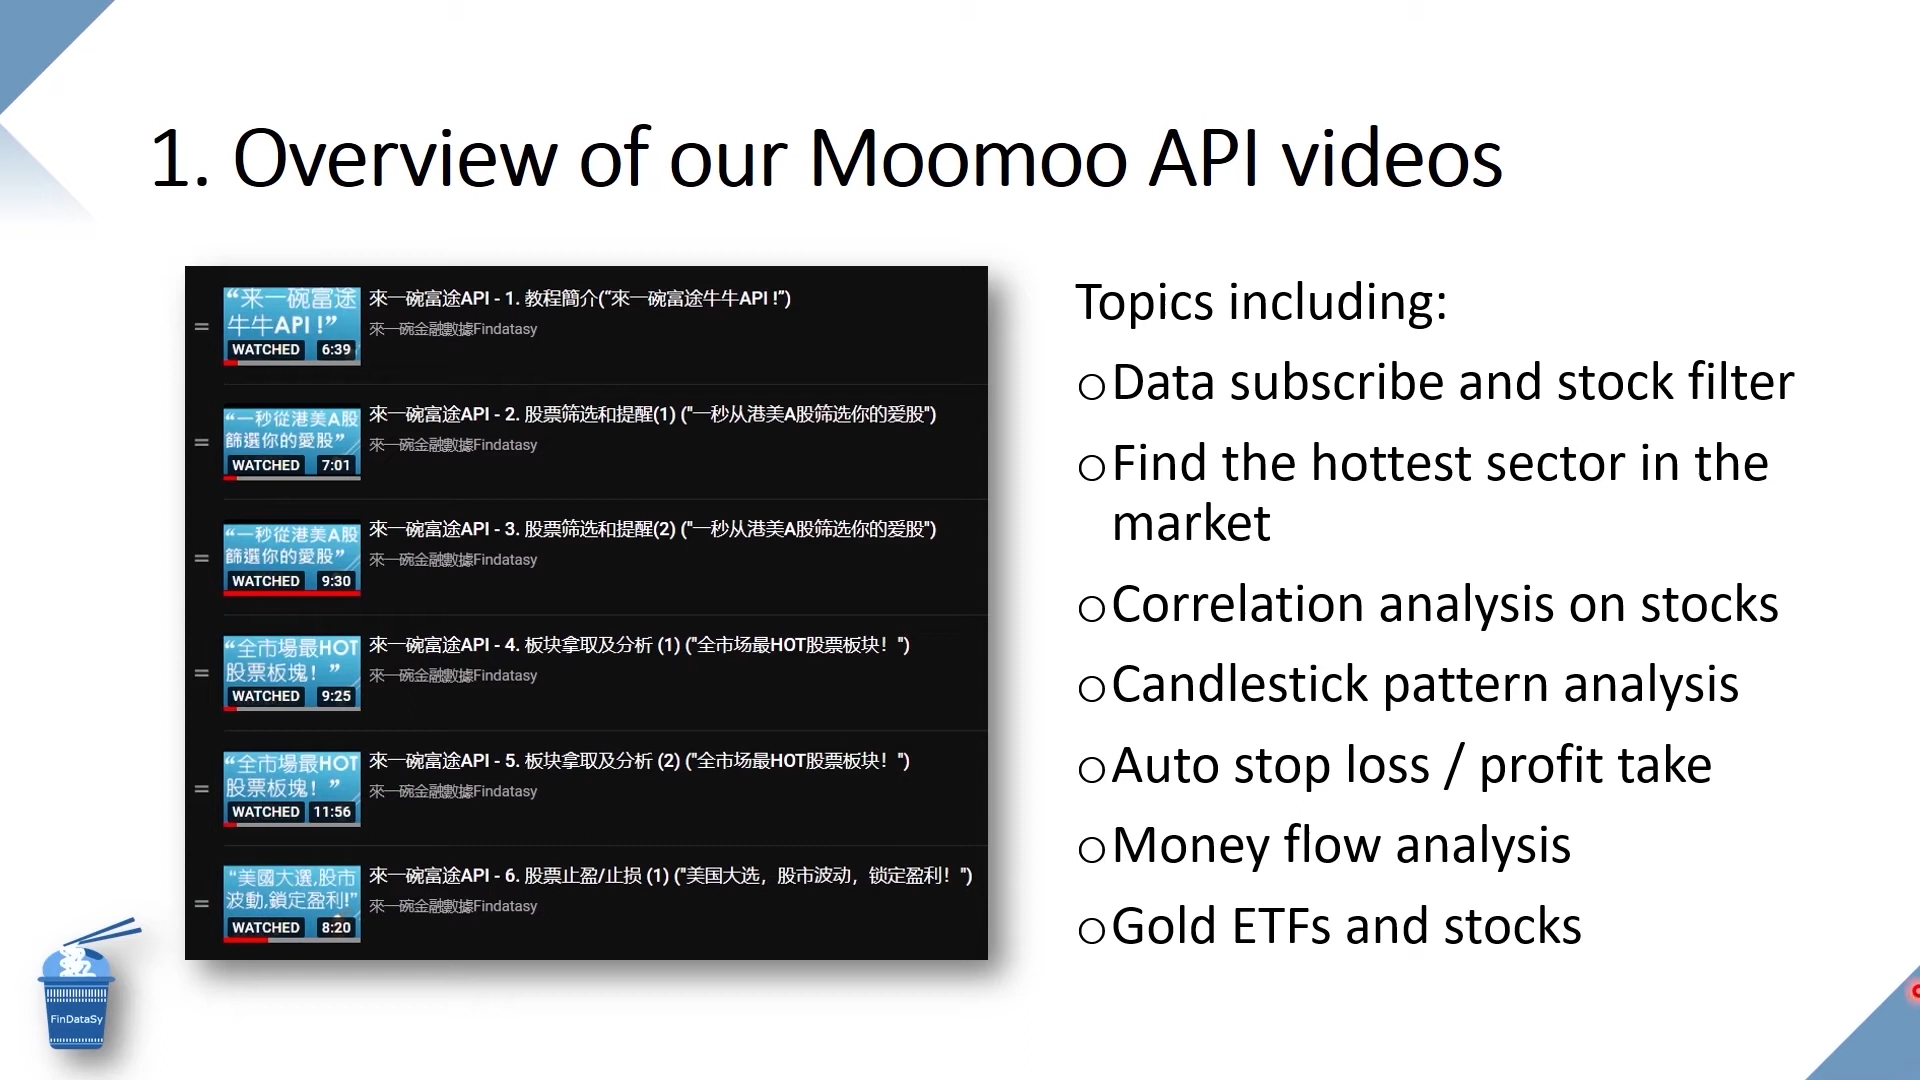 1. Overview of our Moomoo API videos
“来一碗富途
牛牛API !”
WATCHED 6:39
來一碗富途API - 1. 教程簡介(“來一碗富途牛牛API !”)
來一碗金融數據Findatasy
“一秒從港美A股
篩選你的愛股”
WATCHED 7:01
來一碗富途API - 2. 股票筛选和提醒(1) ("一秒从港美A股筛选你的爱股")
來一碗金融數據Findatasy
“一秒從港美A股
篩選你的愛股”
WATCHED 9:30
來一碗富途API - 3. 股票筛选和提醒(2) ("一秒从港美A股筛选你的爱股")
來一碗金融數據Findatasy
“全市場最HOT
股票板塊！”
WATCHED 9:25
來一碗富途API - 4. 板块拿取及分析 (1) ("全市场最HOT股票板块！")
來一碗金融數據Findatasy
“全市場最HOT
股票板塊！”
WATCHED 11:56
來一碗富途API - 5. 板块拿取及分析 (2) ("全市场最HOT股票板块！")
來一碗金融數據Findatasy
“美國大選,股市
波動,鎖定盈利!”
WATCHED 8:20
來一碗富途API - 6. 股票止盈/止损 (1) ("美国大选，股市波动，锁定盈利！")
來一碗金融數據Findatasy
Topics including:
Data subscribe and stock filter
Find the hottest sector in the
market
Correlation analysis on stocks
Candlestick pattern analysis
Auto stop loss / profit take
Money flow analysis
Gold ETFs and stocks
FinDataSy